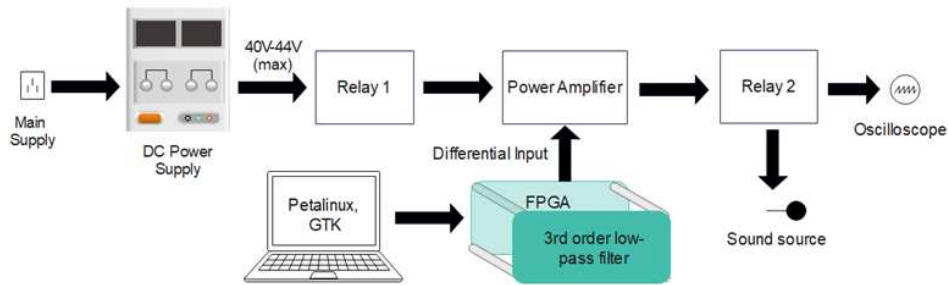 40V-44V
(max)
Relay 1
Power Amplifier
Relay 2
Main
Supply
DC Power
Supply
Differential Input
Oscilloscope
Petalinux,
GTK
FPGA
3rd order low-
pass filter
Sound source